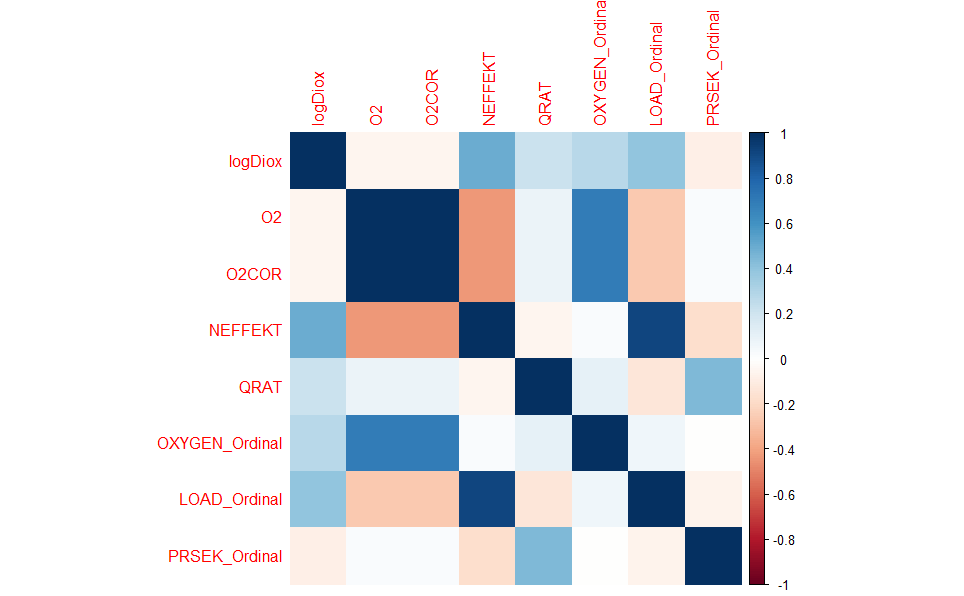 logDiox
O2
O2COR
NEFFEKT
QRAT
OXYGEN_Ordina
LOAD_Ordinal
PRSEK_Ordinal
logDiox
O2
O2COR
NEFFEKT
QRAT
OXYGEN_Ordinal
LOAD_Ordinal
PRSEK_Ordinal
1
0.8
0.6
0.4
0.2
0
-0.2
-0.4
-0.6
-0.8
-1